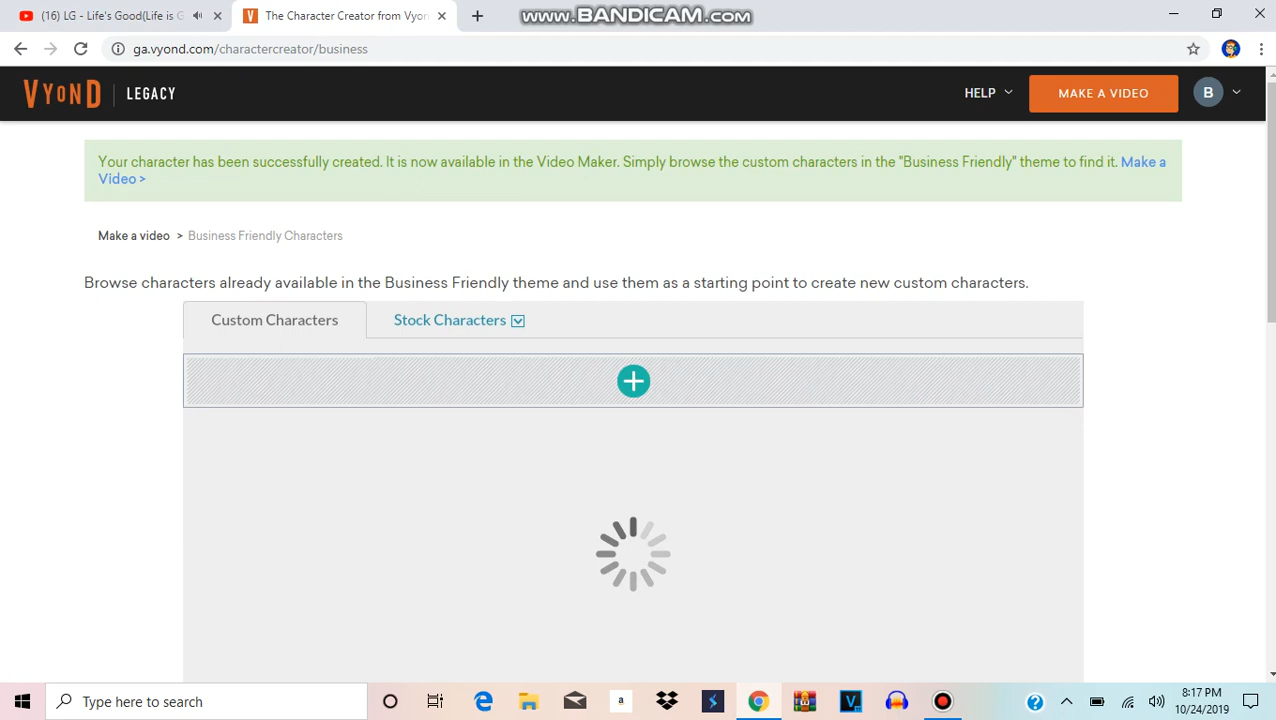 (16) LG - Life's Good(Life is G
The Character Creator from Vyon
www.BANDICAM.com
ga.vyond.com/charactercreator/business
VYOND LEGACY
HELP
MAKE A VIDEO
B
Your character has been successfully created. It is now available in the Video Maker. Simply browse the custom characters in the "Business Friendly" theme to find it. Make a
Video >
Make a video > Business Friendly Characters
Browse characters already available in the Business Friendly theme and use them as a starting point to create new custom characters.
Custom Characters
Stock Characters
Type here to search
8:17 PM
10/24/2019